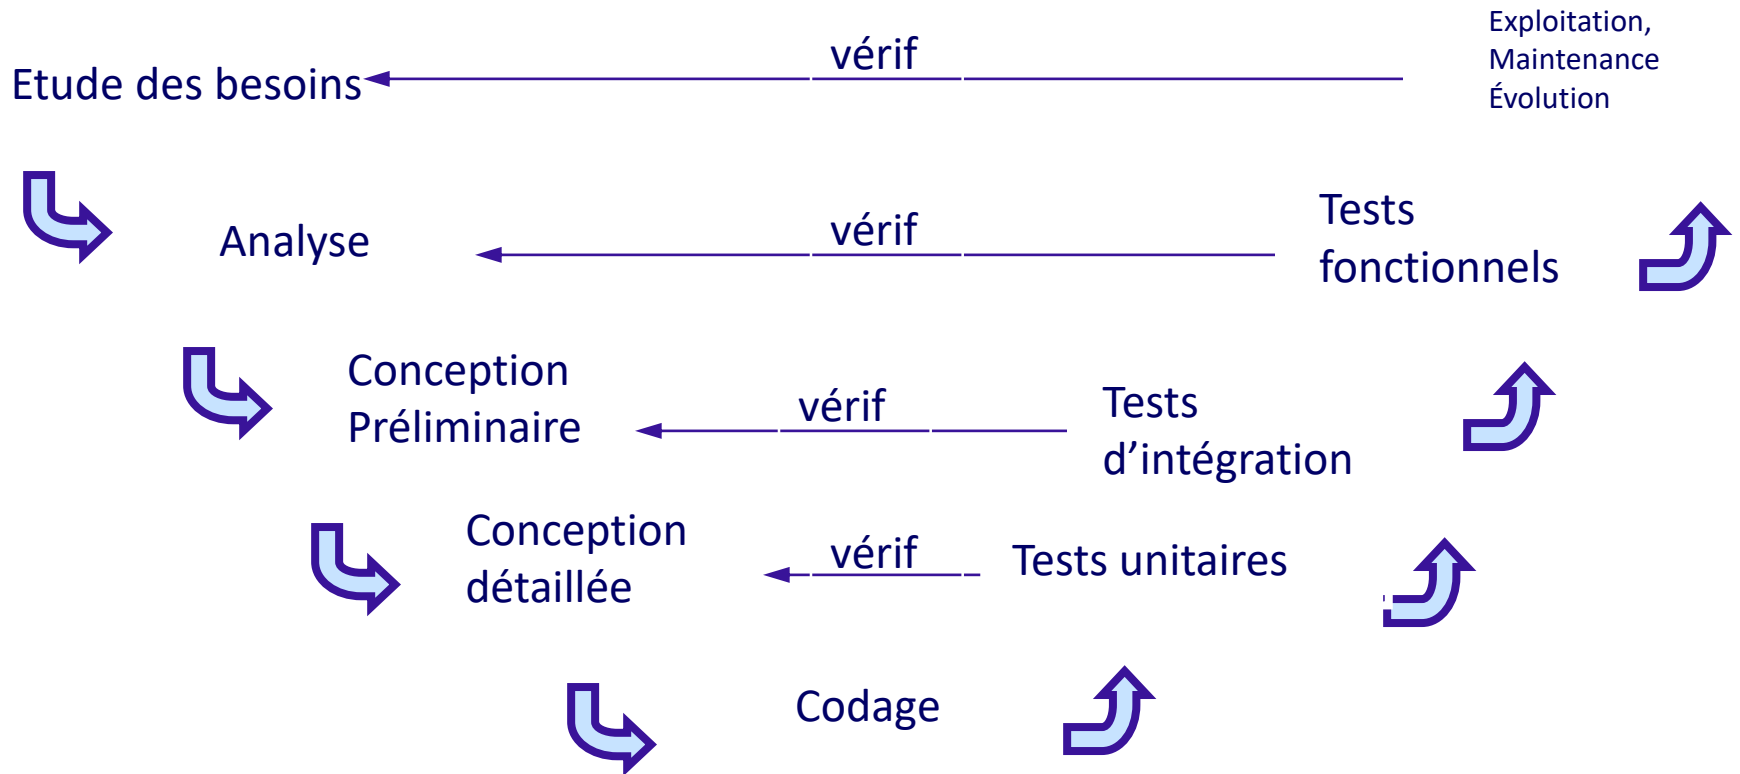 Exploitation,
Maintenance
Évolution
vérif
Etude des besoins
Tests
fonctionnels
vérif
Analyse
Conception
Préliminaire
vérif
Tests
d’intégration
Conception
détaillée
vérif
Tests unitaires
Codage